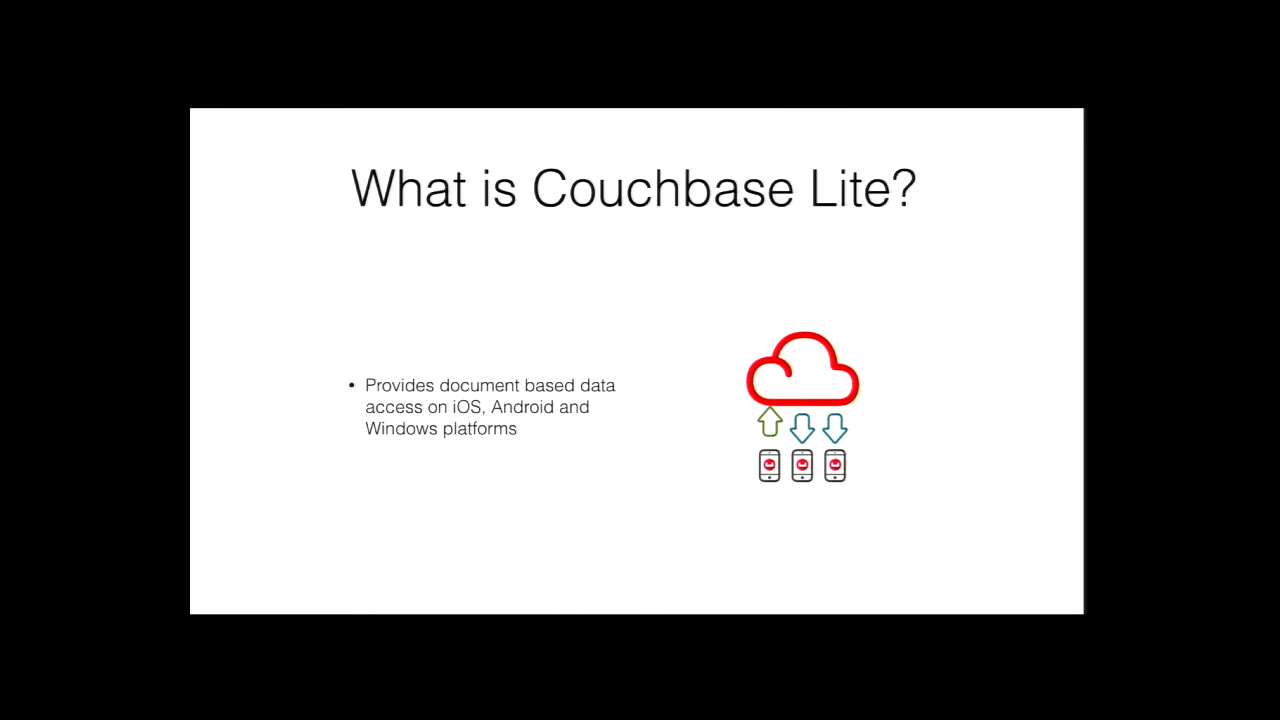 What is Couchbase Lite?
• Provides document based data
access on iOS, Android and
Windows platforms